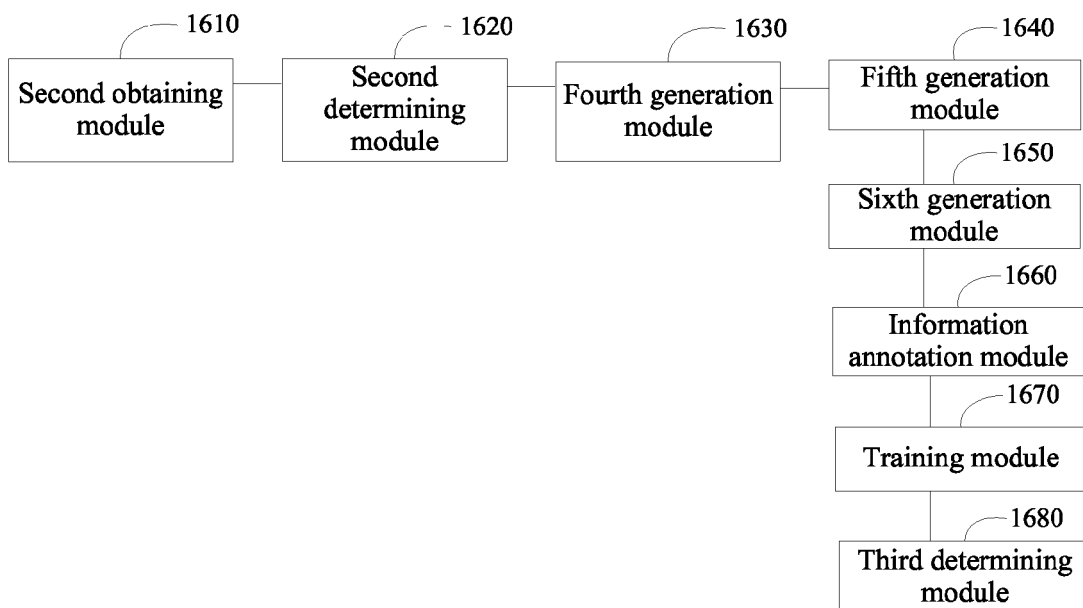 1610
Second obtaining
module
1620
Second
determining
module
1630
Fourth generation
module
1640
Fifth generation
module
1650
Sixth generation
module
1660
Information
annotation module
1670
Training module
1680
Third determining
module